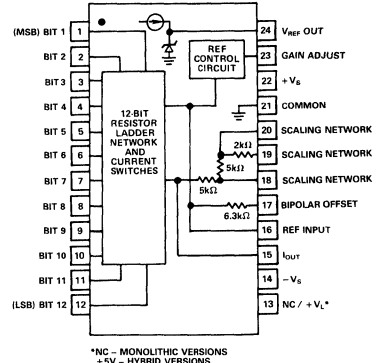 (MSB) BIT 1 1
BIT 2 2
BIT 3 3
BIT 4 4
BIT 5 5
BIT 6 6
BIT 7 7
BIT 8 8
BIT 9 9
BIT 10 10
BIT 11 11
(LSB) BIT 12 12
12-BIT
RESISTOR
LADDER
NETWORK
AND
CURRENT
SWITCHES
REF
CONTROL
CIRCUIT
2kΩ
5kΩ
5kΩ
6.3kΩ
24 VREF OUT
23 GAIN ADJUST
22 +VS
21 COMMON
20 SCALING NETWORK
19 SCALING NETWORK
18 SCALING NETWORK
17 BIPOLAR OFFSET
16 REF INPUT
15 IOUT
14 –VS
13 NC / +VL*
*NC – MONOLITHIC VERSIONS
+5V – HYBRID VERSIONS